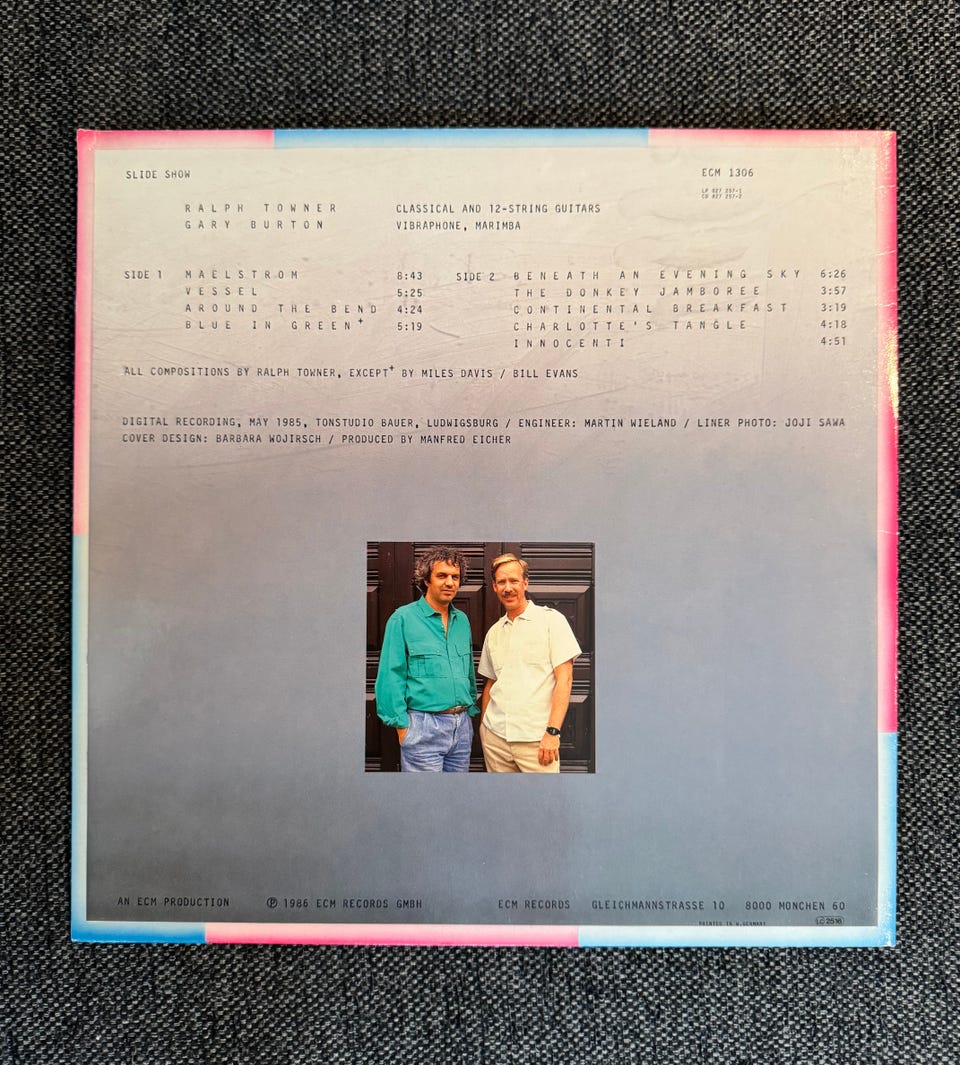 SLIDE SHOW
ECM 1306
LP 827 257-1
CD 827 257-2
RALPH TOWNER CLASSICAL AND 12-STRING GUITARS
GARY BURTON VIBRAPHONE, MARIMBA
SIDE 1 MAELSTROM 8:43
VESSEL 5:25
AROUND THE BEND 4:24
BLUE IN GREEN+ 5:19
SIDE 2 BENEATH AN EVENING SKY 6:26
THE DONKEY JAMBOREE 3:57
CONTINENTAL BREAKFAST 3:19
CHARLOTTE'S TANGLE 4:18
INNOCENTI 4:51
ALL COMPOSITIONS BY RALPH TOWNER, EXCEPT+ BY MILES DAVIS / BILL EVANS
DIGITAL RECORDING, MAY 1985, TONSTUDIO BAUER, LUDWIGSBURG / ENGINEER: MARTIN WIELAND / LINER PHOTO: JOJI SAWA
COVER DESIGN: BARBARA WOJIRSCH / PRODUCED BY MANFRED EICHER
AN ECM PRODUCTION ℗ 1986 ECM RECORDS GMBH ECM RECORDS GLEICHMANNSTRASSE 10 8000 MÜNCHEN 60
PRINTED IN W.GERMANY
LC 2516